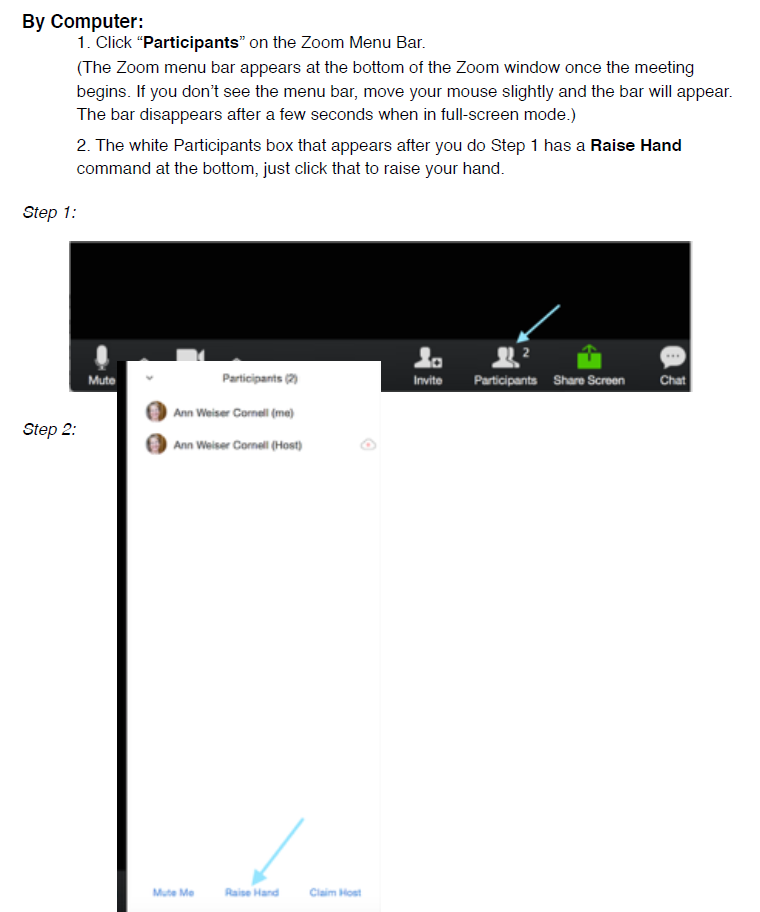 By Computer:
1. Click “Participants” on the Zoom Menu Bar.
(The Zoom menu bar appears at the bottom of the Zoom window once the meeting
begins. If you don’t see the menu bar, move your mouse slightly and the bar will appear.
The bar disappears after a few seconds when in full-screen mode.)
2. The white Participants box that appears after you do Step 1 has a Raise Hand
command at the bottom, just click that to raise your hand.
Step 1:
2
Mute Invite Participants Share Screen Chat
Participants (2)
Ann Weiser Cornell (me)
Step 2:
Ann Weiser Cornell (Host)
Mute Me Raise Hand Claim Host